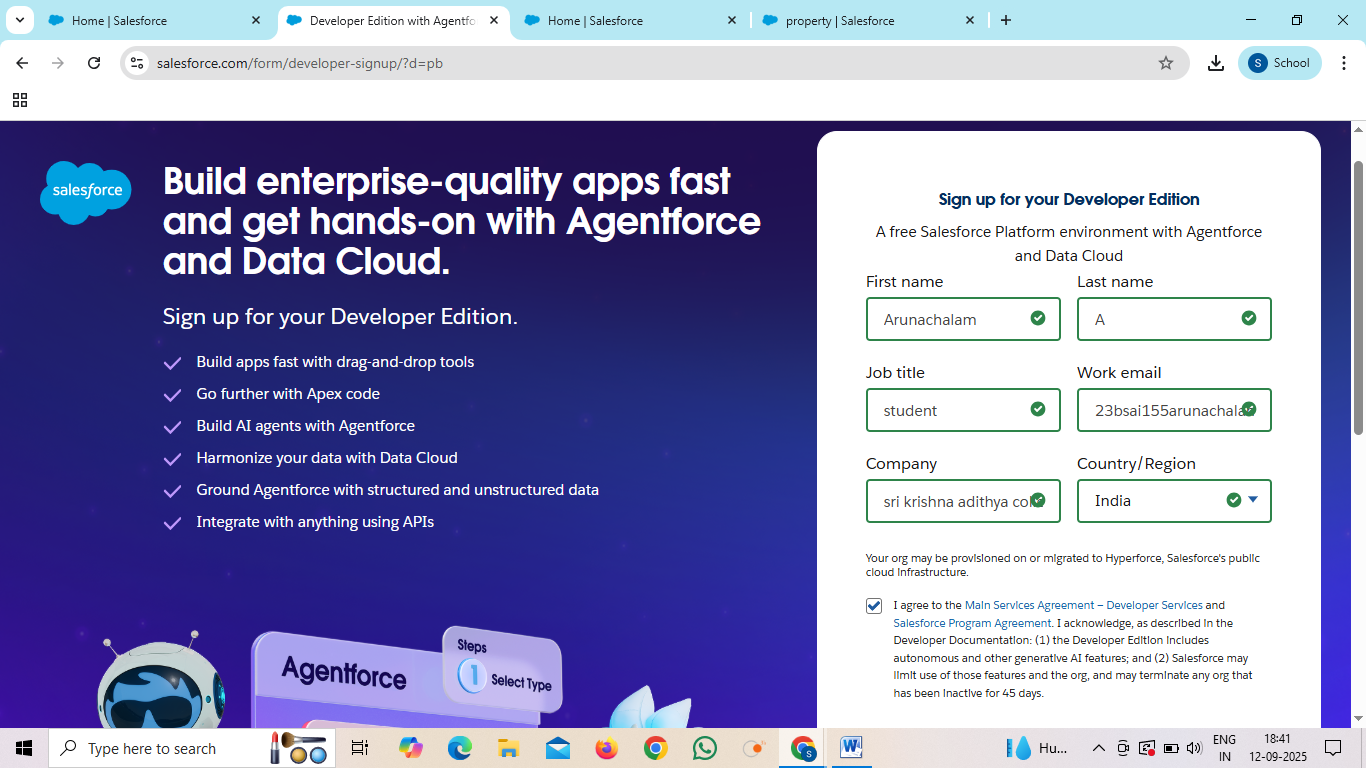 Home | Salesforce
Developer Edition with Agentfo
Home | Salesforce
property | Salesforce
salesforce.com/form/developer-signup/?d=pb
S
School
salesforce
Build enterprise-quality apps fast
and get hands-on with Agentforce
and Data Cloud.
Sign up for your Developer Edition.
Build apps fast with drag-and-drop tools
Go further with Apex code
Build AI agents with Agentforce
Harmonize your data with Data Cloud
Ground Agentforce with structured and unstructured data
Integrate with anything using APIs
Agentforce
Steps
1
Select Type
Sign up for your Developer Edition
A free Salesforce Platform environment with Agentforce
and Data Cloud
First name
Last name
Arunachalam
A
Job title
Work email
student
23bsai155arunachala
Company
Country/Region
sri krishna adithya col
India
Your org may be provisioned on or migrated to Hyperforce, Salesforce's public
cloud infrastructure.
I agree to the Main Services Agreement – Developer Services and
Salesforce Program Agreement. I acknowledge, as described in the
Developer Documentation: (1) the Developer Edition includes
autonomous and other generative AI features; and (2) Salesforce may
limit use of those features and the org, and may terminate any org that
has been inactive for 45 days.
Type here to search
S
W
Hu...
ENG
IN
18:41
12-09-2025